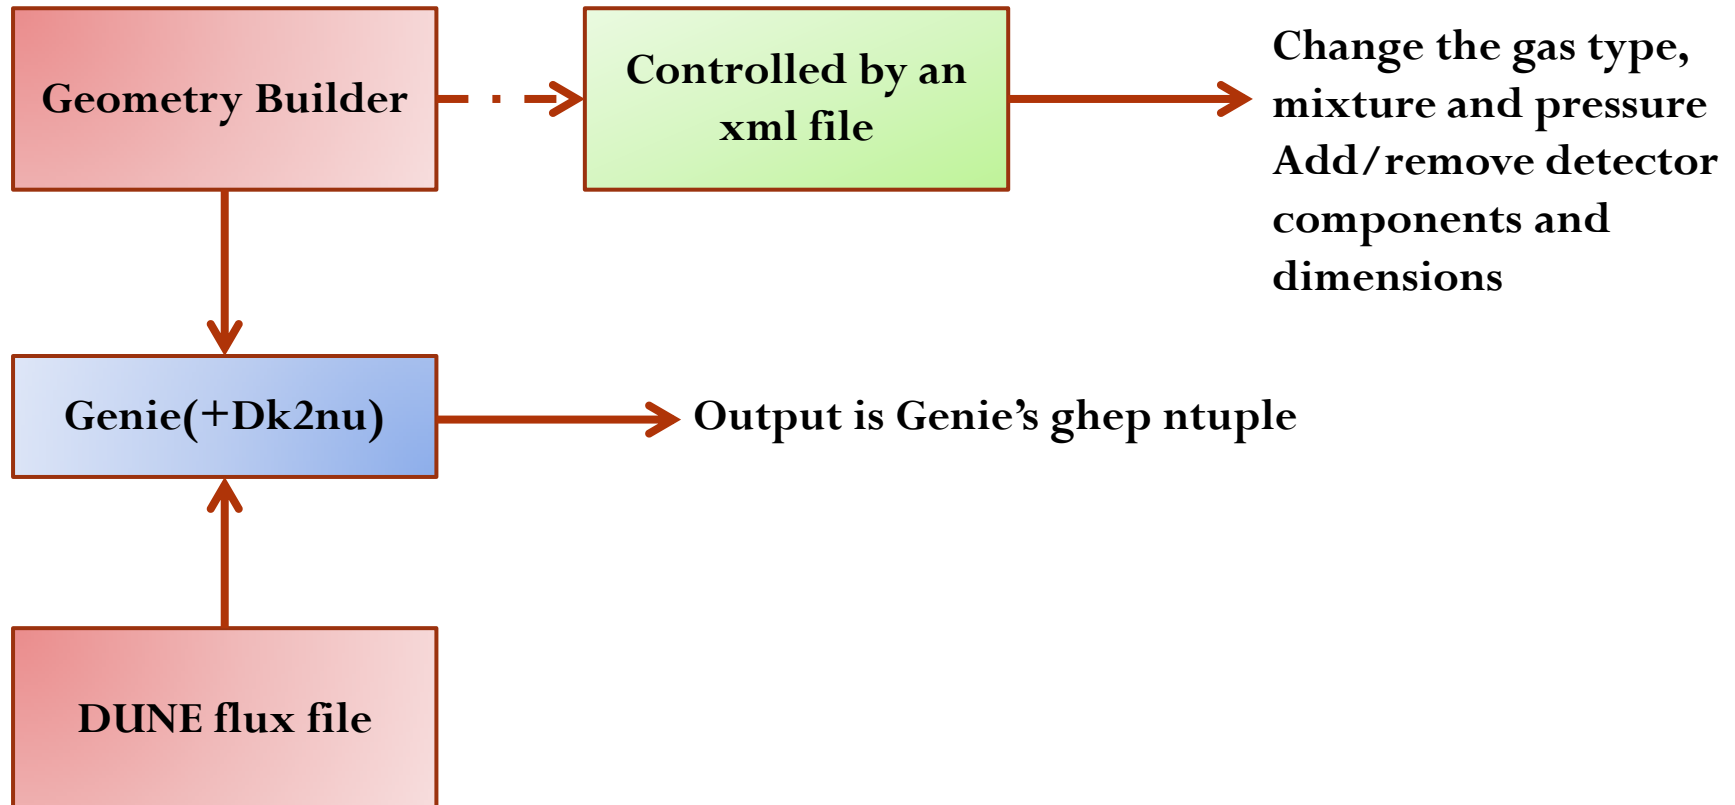 Geometry Builder
Controlled by an
xml file
Change the gas type,
mixture and pressure
Add/remove detector
components and
dimensions
Genie(+Dk2nu)
Output is Genie’s ghep ntuple
DUNE flux file